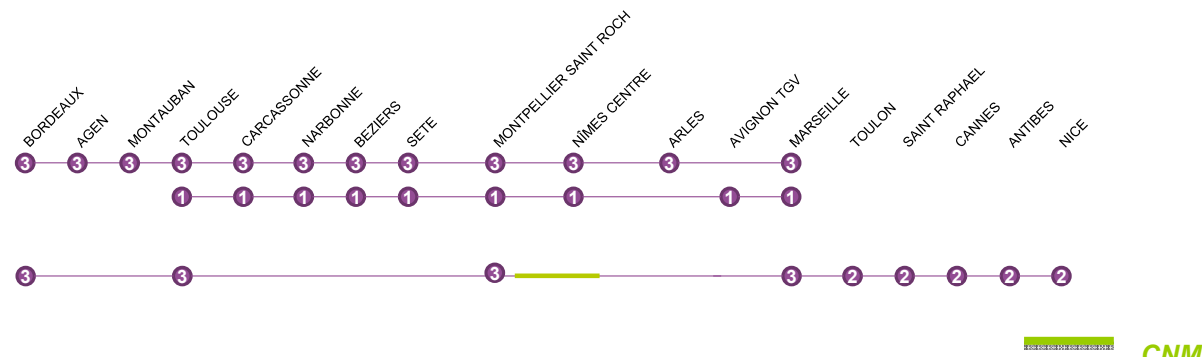 BORDEAUX
AGEN
MONTAUBAN
TOULOUSE
CARCASSONNE
NARBONNE
BEZIERS
SETE
MONTPELLIER SAINT ROCH
NÎMES CENTRE
ARLES
AVIGNON TGV
MARSEILLE
TOULON
SAINT RAPHAEL
CANNES
ANTIBES
NICE
3 3 3 3 3 3 3 3 3 3 3 3
1 1 1 1 1 1 1 1 1
3 3 3 3 2 2 2 2 2
CNM